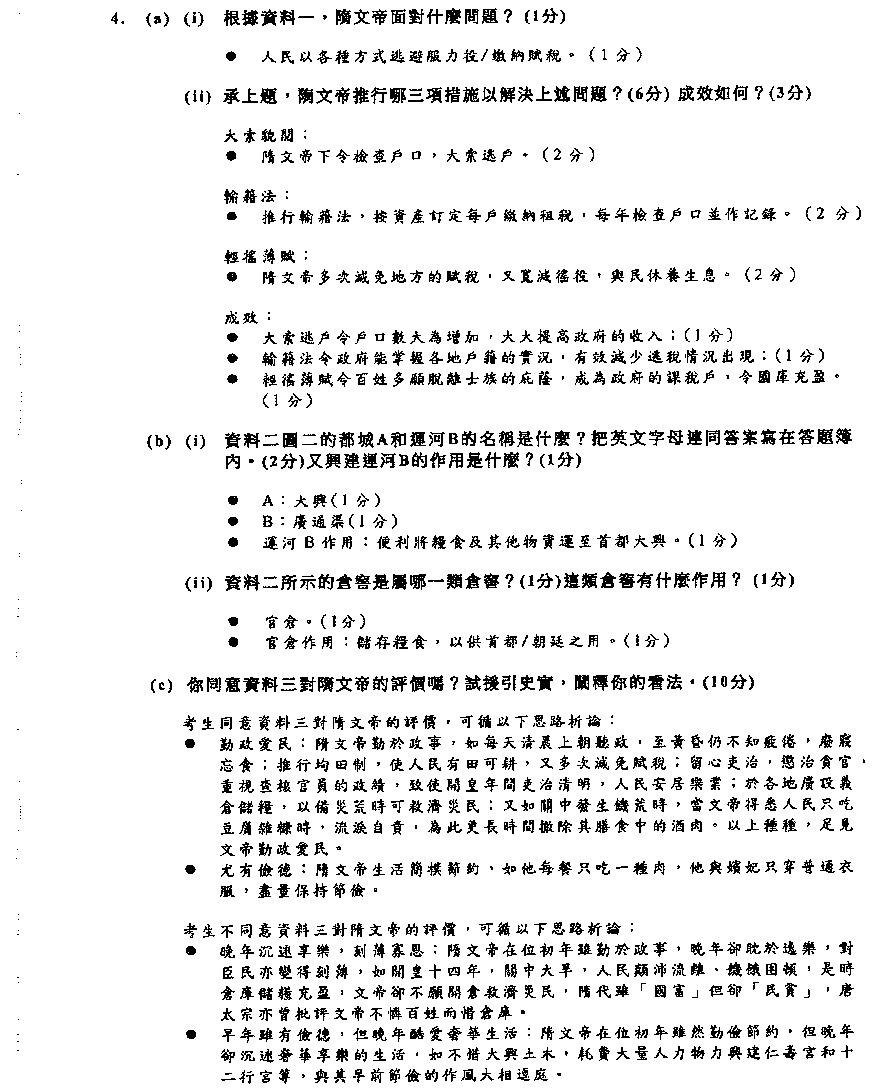 4. (a) (i) 根據資料一，隋文帝面對什麼問題？ (1分)
● 人民以各種方式逃避服力役/繳納賦稅。（1 分）
(ii) 承上題，隋文帝推行哪三項措施以解決上述問題？(6分) 成效如何？(3分)
大索貌閱：
● 隋文帝下令檢查戶口，大索逃戶。（2 分）
輸籍法：
● 推行輸籍法，按資產訂定每戶繳納租稅，每年檢查戶口並作記錄。（2 分）
輕徭薄賦：
● 隋文帝多次減免地方的賦稅，又寬減徭役，與民休養生息。（2 分）
成效：
● 大索逃戶令戶口數大為增加，大大提高政府的收入；(1 分)
● 輸籍法令政府能掌握各地戶籍的實況，有效減少逃稅情況出現；(1 分)
● 輕徭薄賦令百姓多願脫離士族的庇蔭，成為政府的課稅戶，令國庫充盈。
(1 分)
(b) (i) 資料二圖二的都城A和運河B的名稱是什麼？把英文字母連同答案寫在答題簿
內。(2分)又興建運河B的作用是什麼？(1分)
● A：大興(1 分)
● B：廣通渠(1 分)
● 運河 B 作用：便利將糧食及其他物資運至首都大興。(1 分)
(ii) 資料二所示的倉窖是屬哪一類倉窖？(1分)這類倉窖有什麼作用？ (1分)
● 官倉。(1分)
● 官倉作用：儲存糧食，以供首都/朝廷之用。(1分)
(c) 你同意資料三對隋文帝的評價嗎？試援引史實，闡釋你的看法。(10分)
考生同意資料三對隋文帝的評價，可循以下思路析論：
● 勤政愛民：隋文帝勤於政事，如每天清晨上朝聽政，至黃昏仍不知疲倦，廢寢
忘食；推行均田制，使人民有田可耕，又多次減免賦稅；留心吏治，懲治貪官，
重視查核官員的政績，致使開皇年間吏治清明，人民安居樂業；於各地廣設義
倉儲糧，以備災荒時可救濟災民；又如關中發生饑荒時，當文帝得悉人民只吃
豆屑雜糠時，流淚自責，為此更長時間撤除其膳食中的酒肉。以上種種，足見
文帝勤政愛民。
● 尤有儉德：隋文帝生活簡樸節約，如他每餐只吃一種肉，他與嬪妃只穿普通衣
服，盡量保持節儉。
考生不同意資料三對隋文帝的評價，可循以下思路析論：
● 晚年沉迷享樂，刻薄寡恩：隋文帝在位初年雖勤於政事，晚年卻耽於逸樂，對
臣民亦變得刻薄，如開皇十四年，關中大旱，人民顛沛流離、饑饉困頓，是時
倉庫儲糧充盈，文帝卻不願開倉救濟災民，隋代雖「國富」但卻「民貧」，唐
太宗亦曾批評文帝不憐百姓而惜倉庫。
● 早年雖有儉德，但晚年酷愛奢華生活：隋文帝在位初年雖然勤儉節約，但晚年
卻沉迷奢華享樂的生活，如不惜大興土木，耗費大量人力物力興建仁壽宮和十
二行宮等，與其早前節儉的作風大相逕庭。